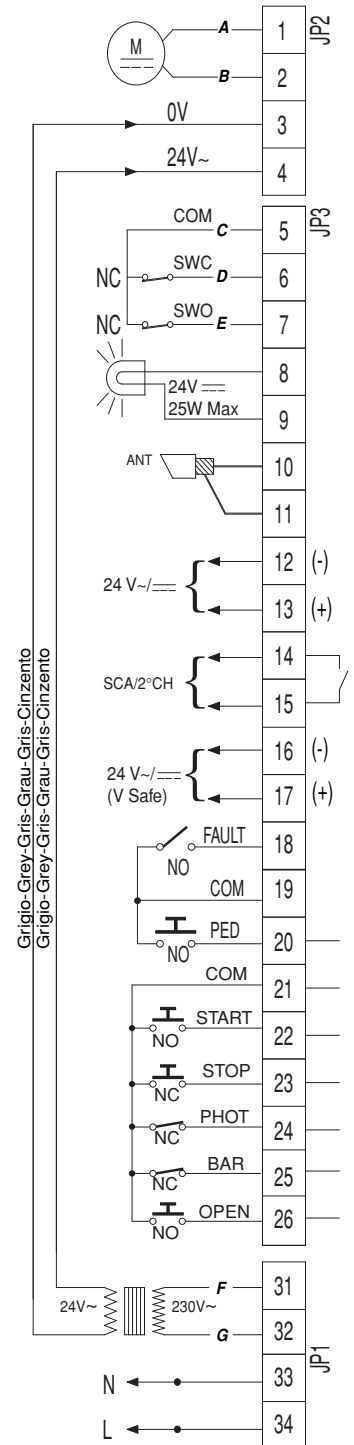 A 1 JP2
M
B 2
0V 3
24V~ 4
COM C 5 JP3
NC SWC D 6
NC SWO E 7
8
24V
25W Max 9
ANT 10
11
12 (-)
24 V~/
13 (+)
14
SCA/2°CH
15
16 (-)
24 V~/
(V Safe) 17 (+)
FAULT 18
NO
COM 19
PED 20
NO
COM 21
START 22
NO
STOP 23
NC
PHOT 24
NC
BAR 25
NC
OPEN 26
NO
Grigio-Grey-Gris-Grau-Gris-Cinzento
Grigio-Grey-Gris-Grau-Gris-Cinzento
F 31
24V~ 230V~
G 32
JP1
N 33
L 34